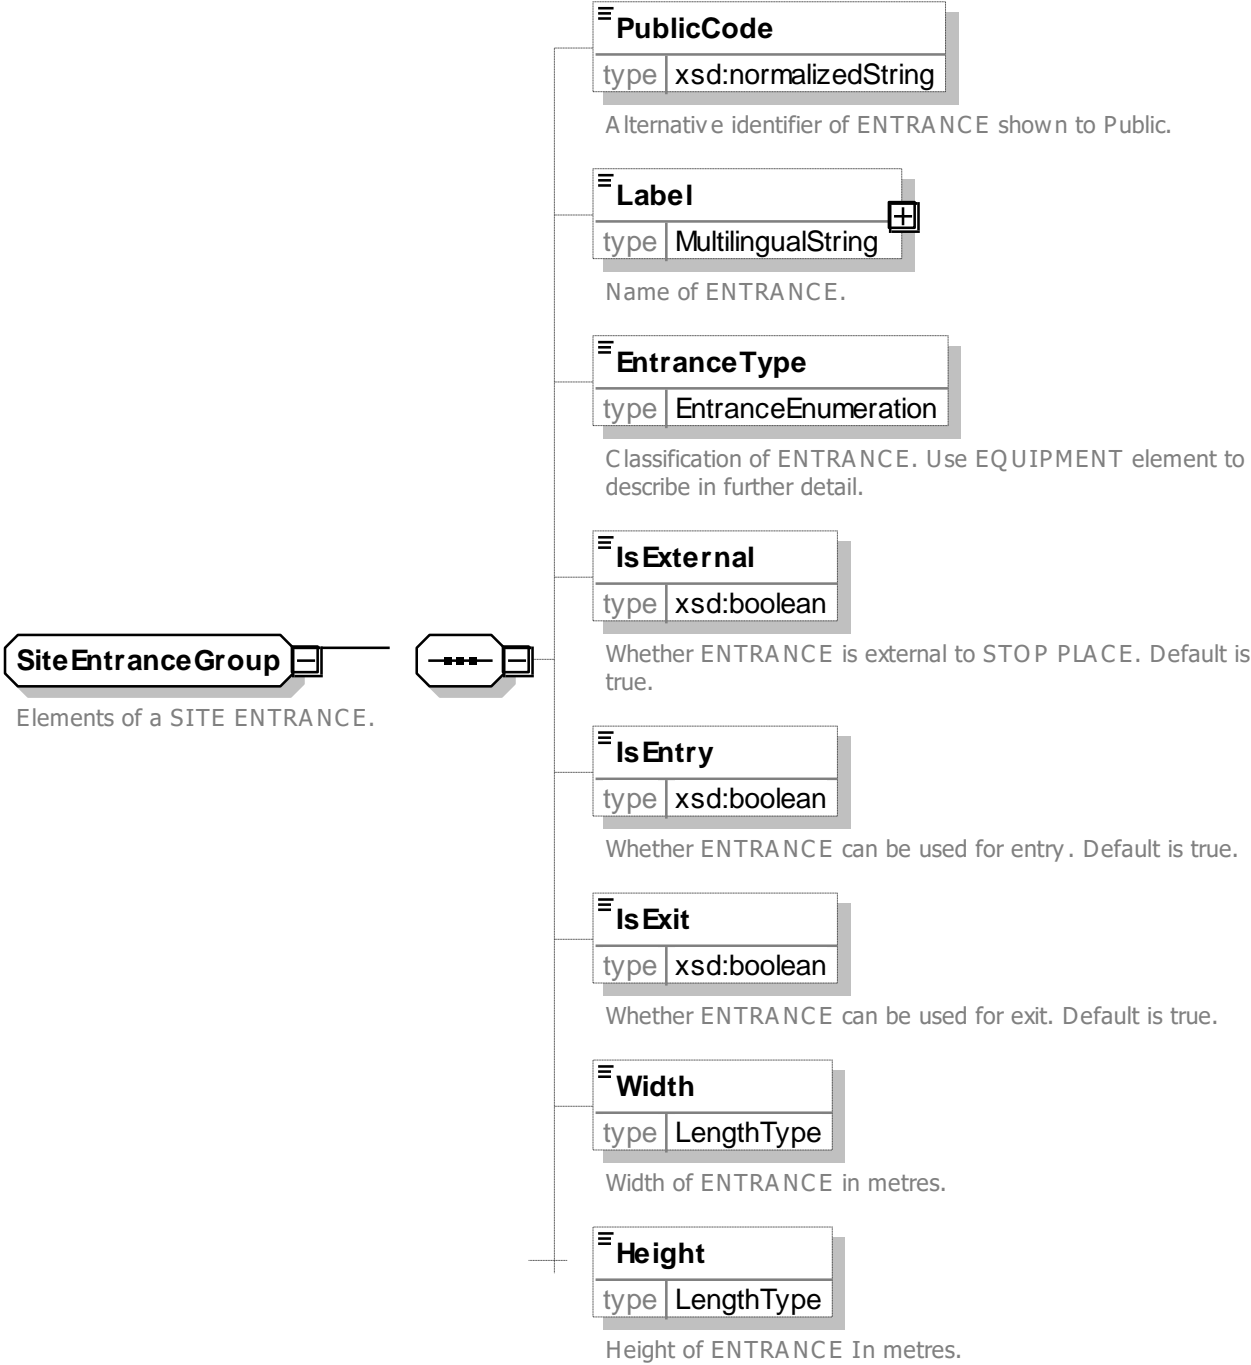 PublicCode
type xsd:normalizedString
Alternative identifier of ENTRANCE shown to Public.
Label
type MultilingualString
Name of ENTRANCE.
EntranceType
type EntranceEnumeration
Classification of ENTRANCE. Use EQUIPMENT element to
describe in further detail.
IsExternal
type xsd:boolean
Whether ENTRANCE is external to STOP PLACE. Default is
true.
SiteEntranceGroup
Elements of a SITE ENTRANCE.
IsEntry
type xsd:boolean
Whether ENTRANCE can be used for entry. Default is true.
IsExit
type xsd:boolean
Whether ENTRANCE can be used for exit. Default is true.
Width
type LengthType
Width of ENTRANCE in metres.
Height
type LengthType
Height of ENTRANCE In metres.